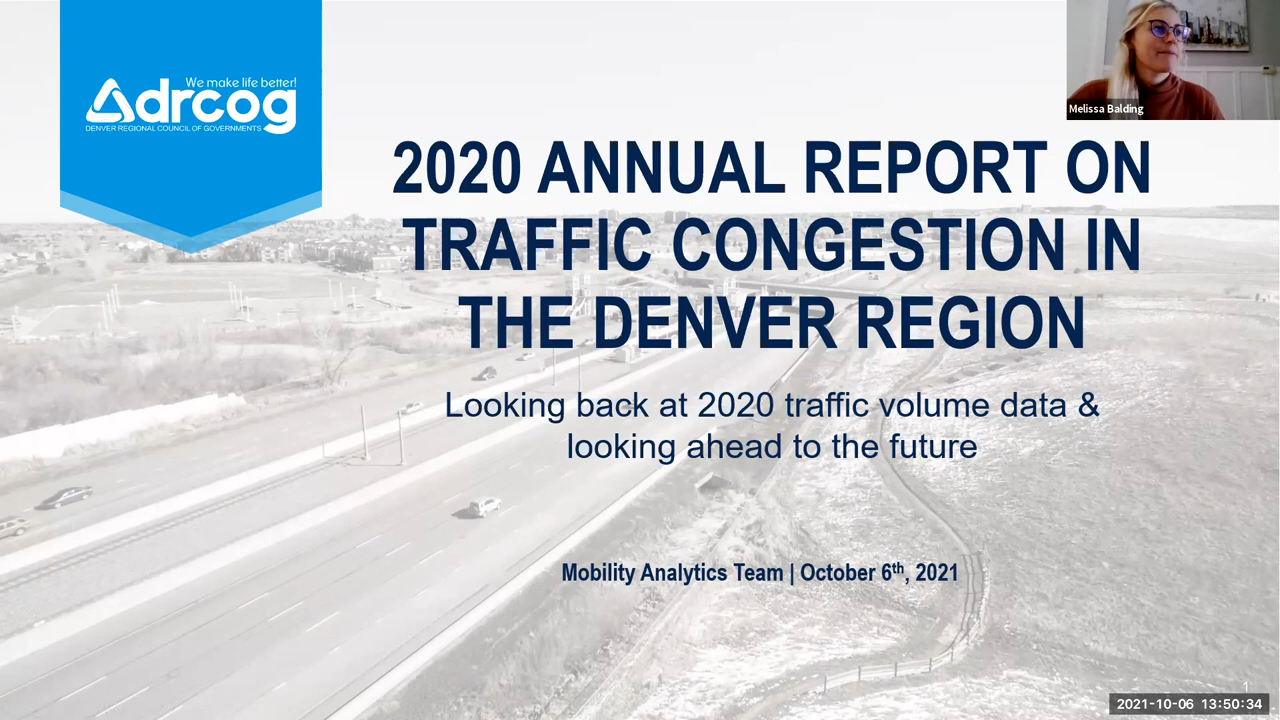 We make life better!
drcog
DENVER REGIONAL COUNCIL OF GOVERNMENTS
Melissa Balding
2020 ANNUAL REPORT ON
TRAFFIC CONGESTION IN
THE DENVER REGION
Looking back at 2020 traffic volume data &
looking ahead to the future
Mobility Analytics Team | October 6th, 2021
1
2021-10-06 13:50:34